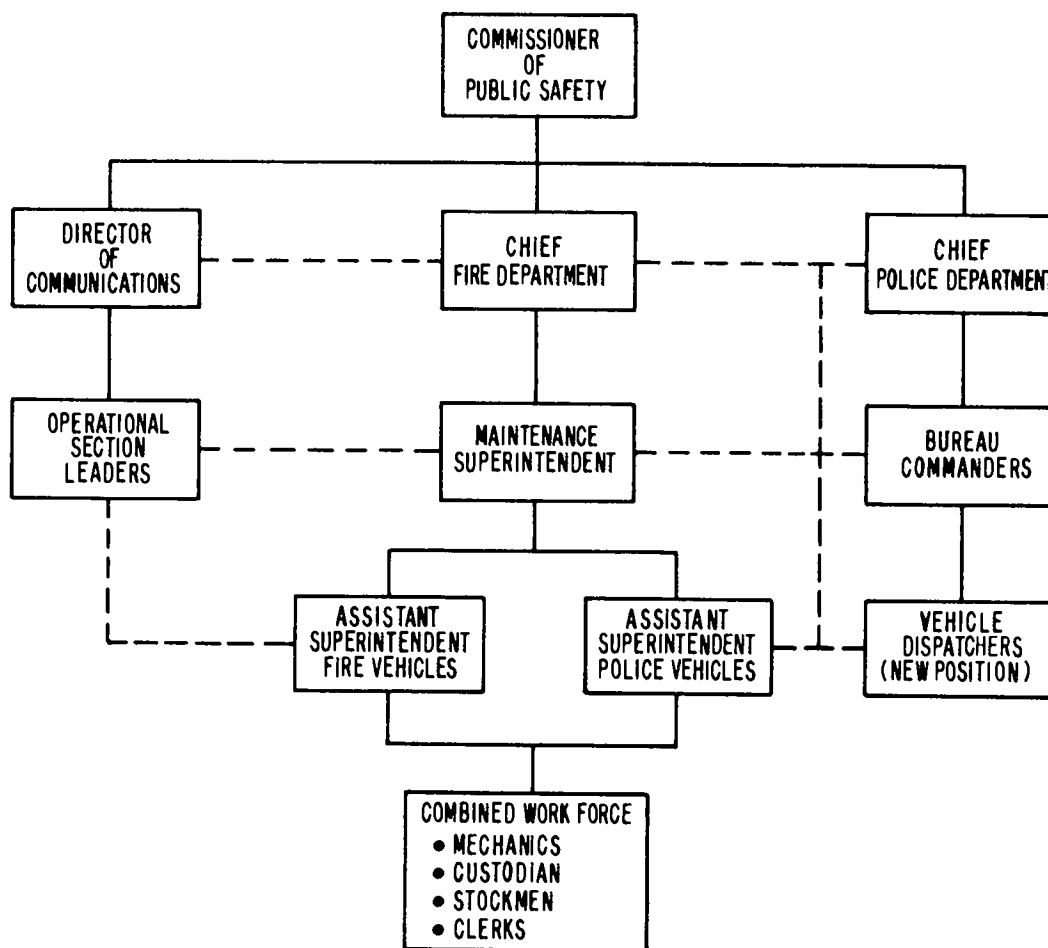 COMMISSIONER
OF
PUBLIC SAFETY
DIRECTOR
OF
COMMUNICATIONS
CHIEF
FIRE DEPARTMENT
CHIEF
POLICE DEPARTMENT
OPERATIONAL
SECTION
LEADERS
MAINTENANCE
SUPERINTENDENT
BUREAU
COMMANDERS
ASSISTANT
SUPERINTENDENT
FIRE VEHICLES
ASSISTANT
SUPERINTENDENT
POLICE VEHICLES
VEHICLE
DISPATCHERS
(NEW POSITION)
COMBINED WORK FORCE
• MECHANICS
• CUSTODIAN
• STOCKMEN
• CLERKS